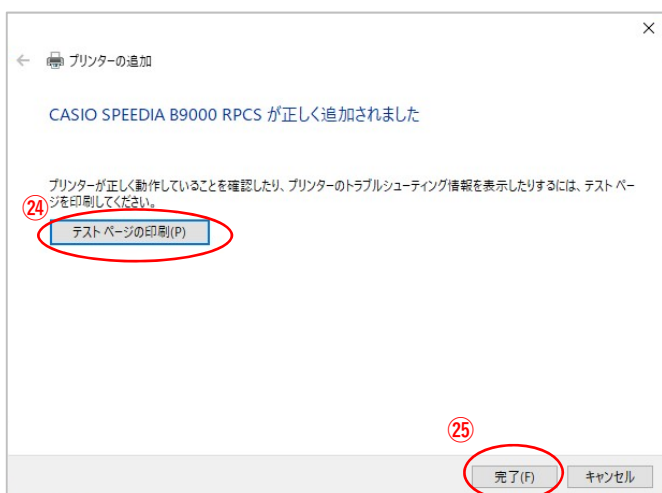 プリンターの追加
CASIO SPEEDIA B9000 RPCS が正しく追加されました
プリンターが正しく動作していることを確認したり、プリンターのトラブルシューティング情報を表示したりするには、テスト ペー
ジを印刷してください。
㉔
テスト ページの印刷(P)
㉕
完了(F) キャンセル